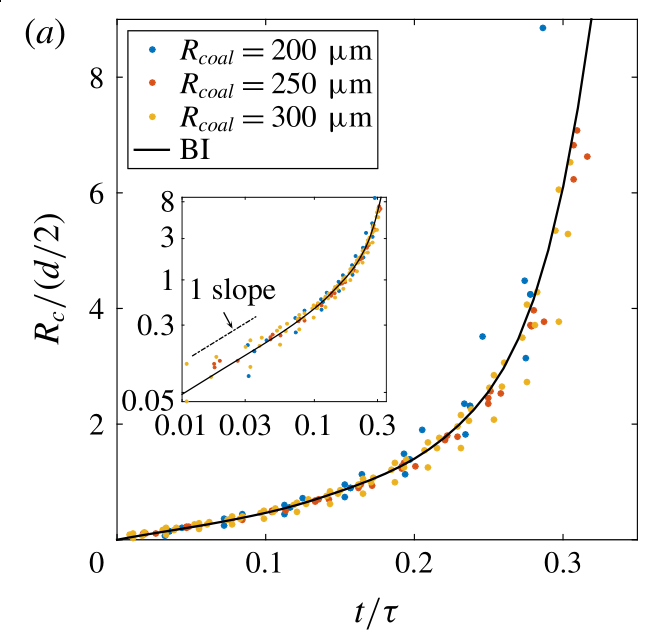 (a)
R_coal = 200 μm
R_coal = 250 μm
R_coal = 300 μm
BI
8
6
4
2
0
0.1
0.2
0.3
R_c/(d/2)
t/τ
8
3
1
0.3
0.05
0.01
0.03
0.1
0.3
1 slope